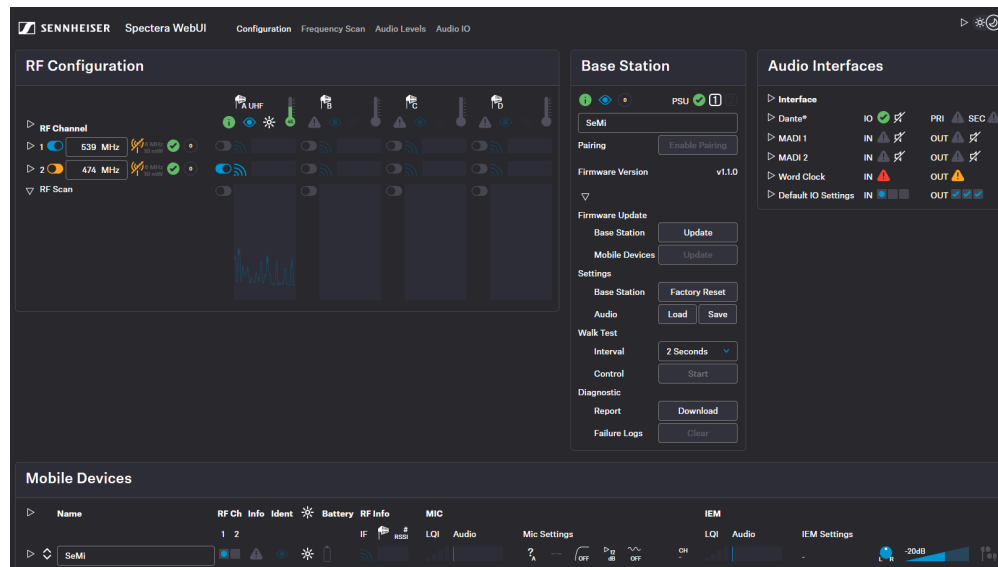 SENNHEISER Spectera WebUI Configuration Frequency Scan Audio Levels Audio IO
RF Configuration
A UHF B C D
RF Channel
1 539 MHz
2 474 MHz
RF Scan
Base Station
PSU 1
SeMi
Pairing Enable Pairing
Firmware Version v1.1.0
Firmware Update
Base Station Update
Mobile Devices Update
Settings
Base Station Factory Reset
Audio Load Save
Walk Test
Interval 2 Seconds
Control Start
Diagnostic
Report Download
Failure Logs Clear
Audio Interfaces
Interface
Dante® IO PRI SEC
MADI 1 IN OUT
MADI 2 IN OUT
Word Clock IN OUT
Default IO Settings IN OUT
Mobile Devices
Name RF Ch Info Ident Battery RF Info MIC IEM
1 2 IF # RSSI LQI Audio Mic Settings LQI Audio IEM Settings
SeMi ? A -- OFF 12 dB OFF CH - - L R -20dB